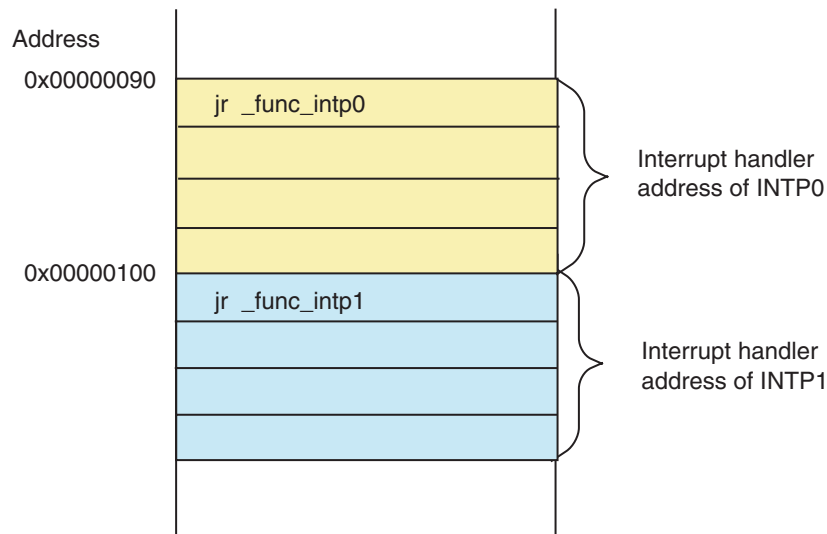 Address
0x00000090
jr _func_intp0
Interrupt handler
address of INTP0
0x00000100
jr _func_intp1
Interrupt handler
address of INTP1